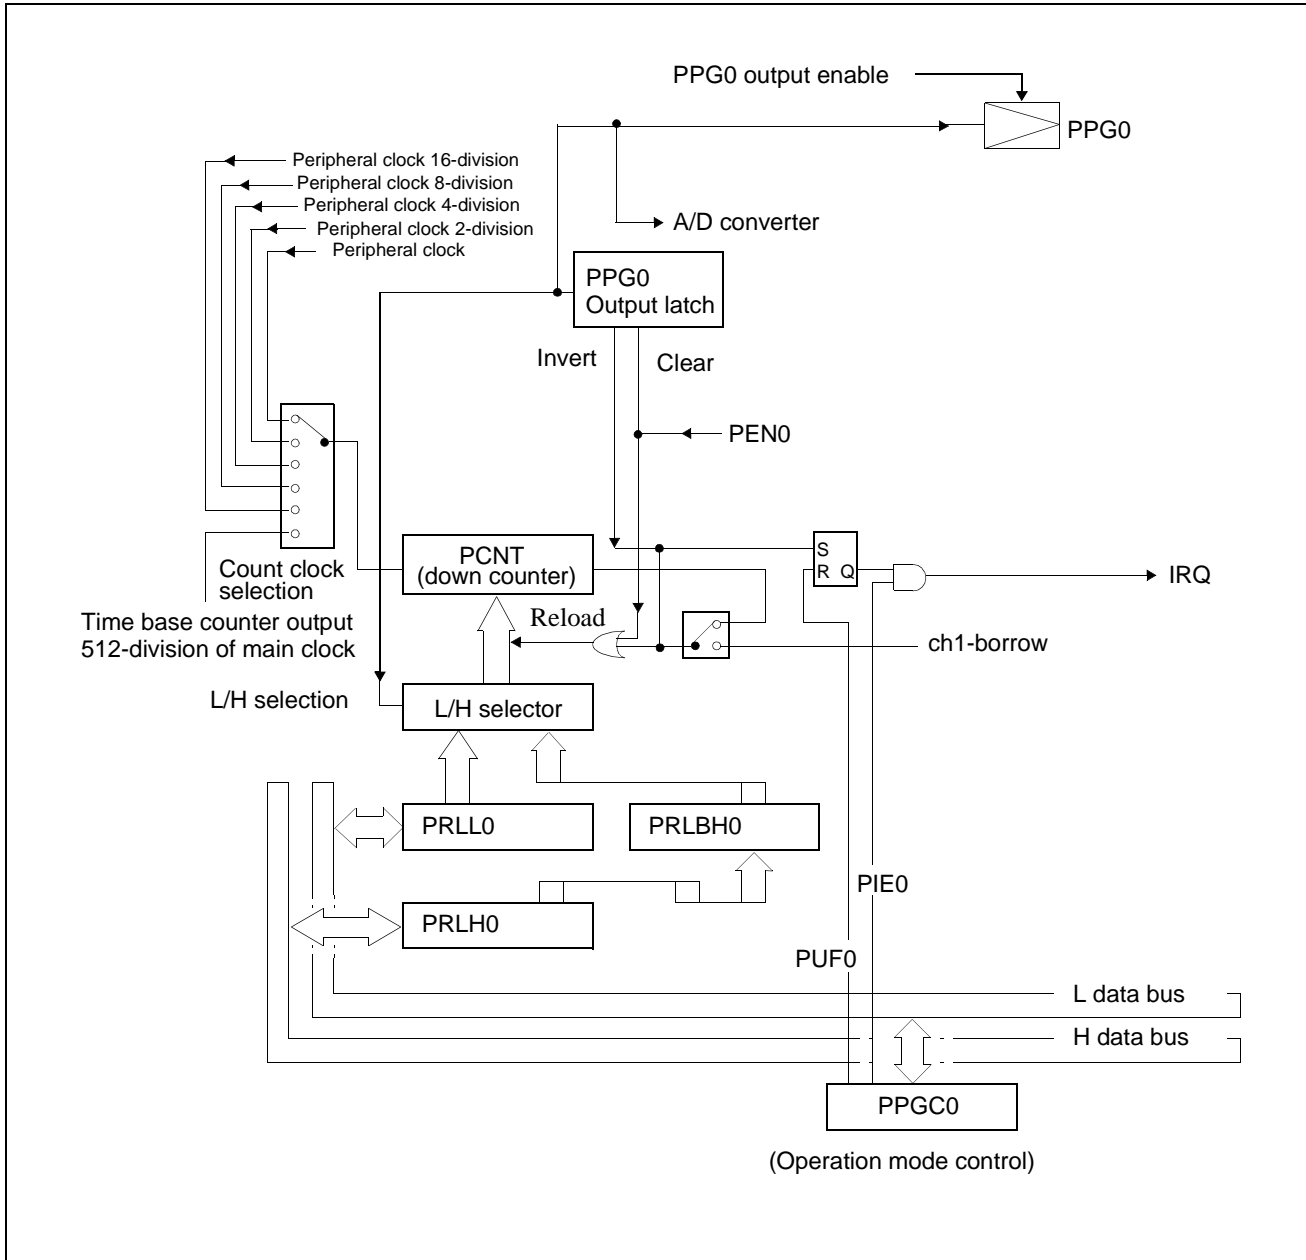 PPG0 output enable
PPG0
Peripheral clock 16-division
Peripheral clock 8-division
Peripheral clock 4-division
Peripheral clock 2-division
Peripheral clock
A/D converter
PPG0
Output latch
Invert
Clear
PEN0
Count clock
selection
Time base counter output
512-division of main clock
PCNT
(down counter)
S
R Q
IRQ
Reload
ch1-borrow
L/H selection
L/H selector
PRLL0
PRLBH0
PIE0
PRLH0
PUF0
L data bus
H data bus
PPGC0
(Operation mode control)